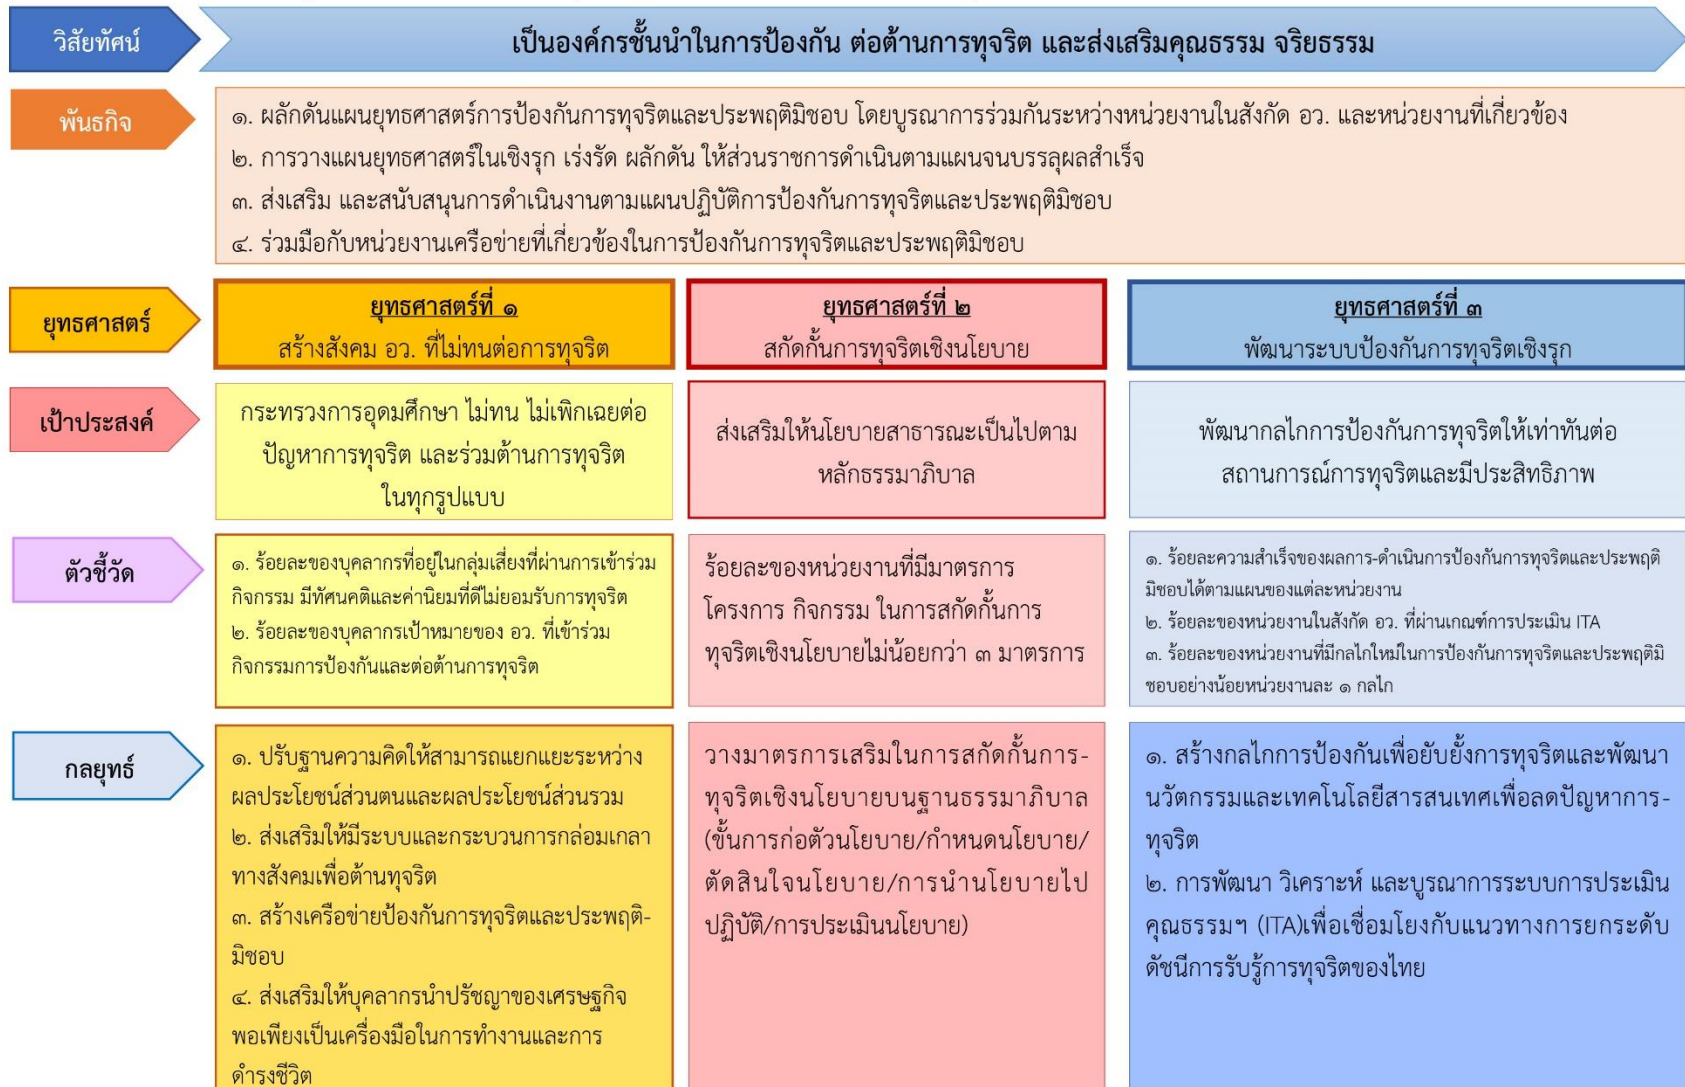 วิสัยทัศน์
เป็นองค์กรชั้นนำในการป้องกัน ต่อต้านการทุจริต และส่งเสริมคุณธรรม จริยธรรม
พันธกิจ
๑. ผลักดันแผนยุทธศาสตร์การป้องกันการทุจริตและประพฤติมิชอบ โดยบูรณาการร่วมกันระหว่างหน่วยงานในสังกัด อว. และหน่วยงานที่เกี่ยวข้อง
๒. การวางแผนยุทธศาสตร์ในเชิงรุก เร่งรัด ผลักดัน ให้ส่วนราชการดำเนินตามแผนจนบรรลุผลสำเร็จ
๓. ส่งเสริม และสนับสนุนการดำเนินงานตามแผนปฏิบัติการป้องกันการทุจริตและประพฤติมิชอบ
๔. ร่วมมือกับหน่วยงานเครือข่ายที่เกี่ยวข้องในการป้องกันการทุจริตและประพฤติมิชอบ
ยุทธศาสตร์
ยุทธศาสตร์ที่ ๑
สร้างสังคม อว. ที่ไม่ทนต่อการทุจริต
ยุทธศาสตร์ที่ ๒
สกัดกั้นการทุจริตเชิงนโยบาย
ยุทธศาสตร์ที่ ๓
พัฒนาระบบป้องกันการทุจริตเชิงรุก
เป้าประสงค์
กระทรวงการอุดมศึกษา ไม่ทน ไม่เพิกเฉยต่อ
ปัญหาการทุจริต และร่วมต้านการทุจริต
ในทุกรูปแบบ
ส่งเสริมให้นโยบายสาธารณะเป็นไปตาม
หลักธรรมาภิบาล
พัฒนากลไกการป้องกันการทุจริตให้เท่าทันต่อ
สถานการณ์การทุจริตและมีประสิทธิภาพ
ตัวชี้วัด
๑. ร้อยละของบุคลากรที่อยู่ในกลุ่มเสี่ยงที่ผ่านการเข้าร่วม
กิจกรรม มีทัศนคติและค่านิยมที่ดีไม่ยอมรับการทุจริต
๒. ร้อยละของบุคลากรเป้าหมายของ อว. ที่เข้าร่วม
กิจกรรมการป้องกันและต่อต้านการทุจริต
ร้อยละของหน่วยงานที่มีมาตรการ
โครงการ กิจกรรม ในการสกัดกั้นการ
ทุจริตเชิงนโยบายไม่น้อยกว่า ๓ มาตรการ
๑. ร้อยละความสำเร็จของผลการ-ดำเนินการป้องกันการทุจริตและประพฤติ
มิชอบได้ตามแผนของแต่ละหน่วยงาน
๒. ร้อยละของหน่วยงานในสังกัด อว. ที่ผ่านเกณฑ์การประเมิน ITA
๓. ร้อยละของหน่วยงานที่มีกลไกใหม่ในการป้องกันการทุจริตและประพฤติมิ
ชอบอย่างน้อยหน่วยงานละ ๑ กลไก
กลยุทธ์
๑. ปรับฐานความคิดให้สามารถแยกแยะระหว่าง
ผลประโยชน์ส่วนตนและผลประโยชน์ส่วนรวม
๒. ส่งเสริมให้มีระบบและกระบวนการกล่อมเกลา
ทางสังคมเพื่อต้านทุจริต
๓. สร้างเครือข่ายป้องกันการทุจริตและประพฤติ-
มิชอบ
๔. ส่งเสริมให้บุคลากรนำปรัชญาของเศรษฐกิจ
พอเพียงเป็นเครื่องมือในการทำงานและการ
ดำรงชีวิต
วางมาตรการเสริมในการสกัดกั้นการ-
ทุจริตเชิงนโยบายบนฐานธรรมาภิบาล
(ขั้นการก่อตัวนโยบาย/กำหนดนโยบาย/
ตัดสินใจนโยบาย/การนำนโยบายไป
ปฏิบัติ/การประเมินนโยบาย)
๑. สร้างกลไกการป้องกันเพื่อยับยั้งการทุจริตและพัฒนา
นวัตกรรมและเทคโนโลยีสารสนเทศเพื่อลดปัญหาการ-
ทุจริต
๒. การพัฒนา วิเคราะห์ และบูรณาการระบบการประเมิน
คุณธรรมฯ (ITA)เพื่อเชื่อมโยงกับแนวทางการยกระดับ
ดัชนีการรับรู้การทุจริตของไทย